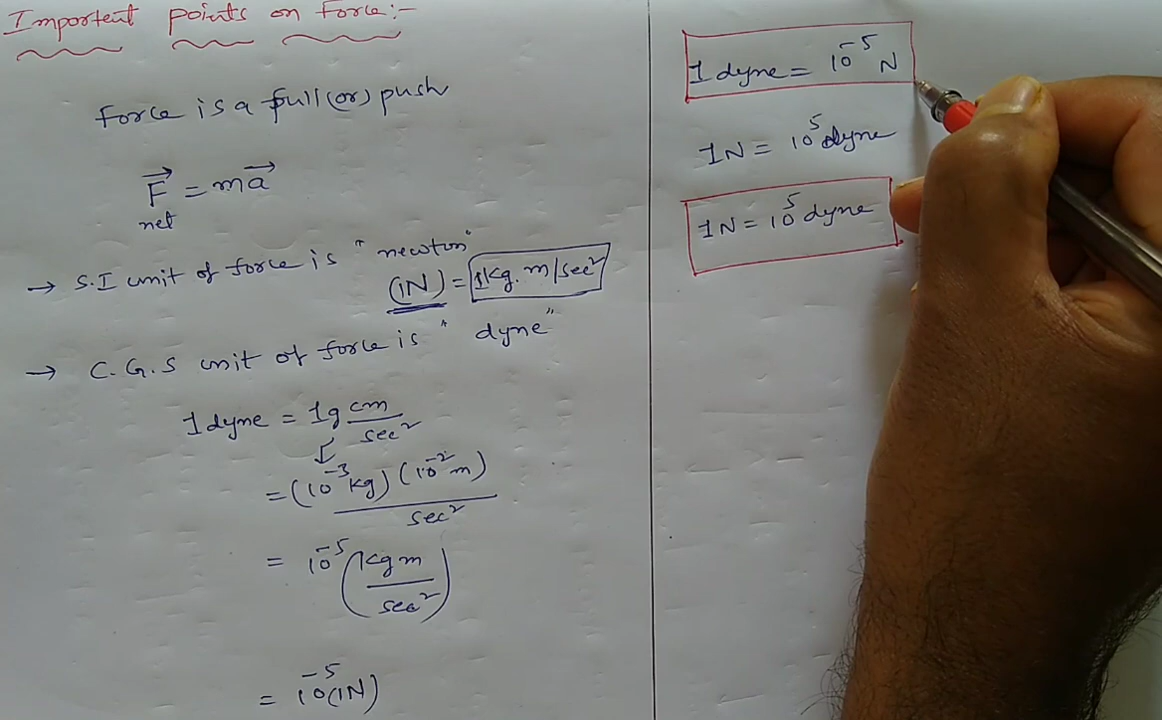 Importent points on force:-
Force is a pull (or) push
F⃗net = ma⃗
→ S.I unit of force is "newton"
(1N) = 1kg. m/sec²
→ C.G.S unit of force is "dyne"
1 dyne = 1g cm/sec²
= (10⁻³ kg) (10⁻² m)/sec²
= 10⁻⁵ (kg m/sec²)
= 10⁻⁵ (1N)
1 dyne = 10⁻⁵ N
1N = 10⁵ dyne
1N = 10⁵ dyne